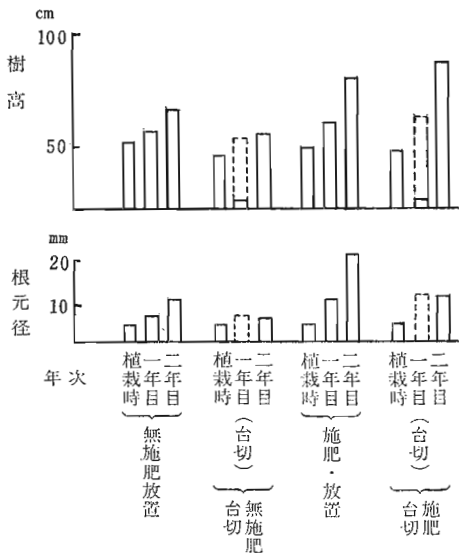 cm
100
樹高
50
mm
20
根元径
10
年次
植栽時
一年目
二年目
植栽時
一年目(台切)
二年目
植栽時
一年目
二年目
植栽時
一年目(台切)
二年目
無施肥放置
無施肥台切
施肥・放置
施肥台切